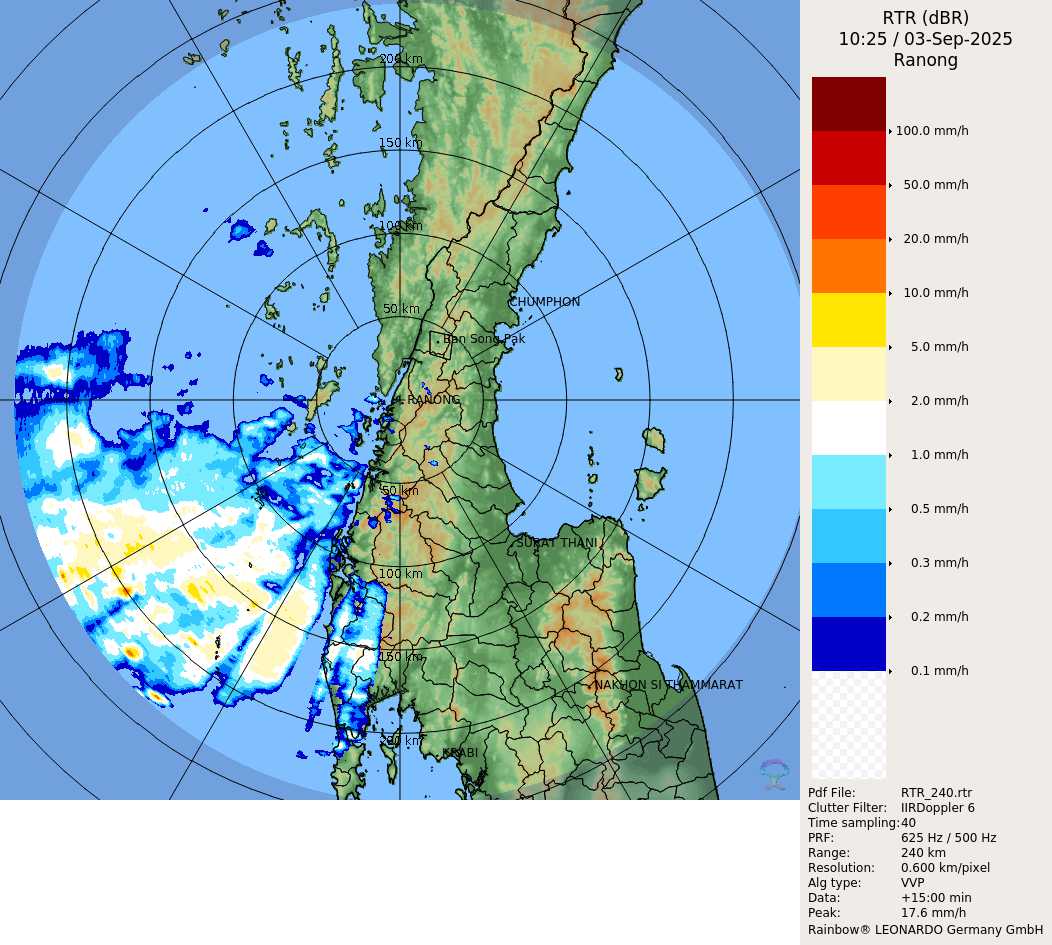 RTR (dBR)
10:25 / 03-Sep-2025
Ranong
200 km
150 km
100 km
50 km
CHUMPHON
Ban Song Pak
RANONG
50 km
SURAT THANI
100 km
150 km
NAKHON SI THAMMARAT
200 km
KRABI
100.0 mm/h
50.0 mm/h
20.0 mm/h
10.0 mm/h
5.0 mm/h
2.0 mm/h
1.0 mm/h
0.5 mm/h
0.3 mm/h
0.2 mm/h
0.1 mm/h
Pdf File: RTR_240.rtr
Clutter Filter: IIRDoppler 6
Time sampling: 40
PRF: 625 Hz / 500 Hz
Range: 240 km
Resolution: 0.600 km/pixel
Alg type: VVP
Data: +15:00 min
Peak: 17.6 mm/h
Rainbow® LEONARDO Germany GmbH